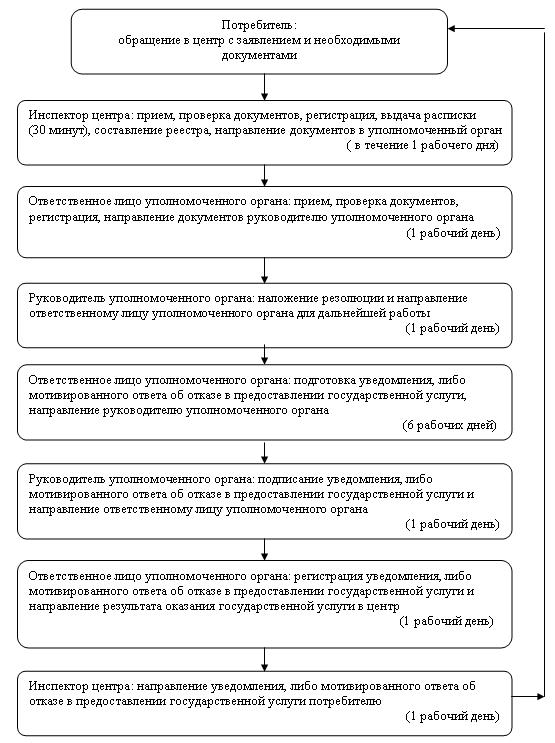 Потребитель:
обращение в центр с заявлением и необходимыми
документами
Инспектор центра: прием, проверка документов, регистрация, выдача расписки
(30 минут), составление реестра, направление документов в уполномоченный орган
( в течение 1 рабочего дня)
Ответственное лицо уполномоченного органа: прием, проверка документов,
регистрация, направление документов руководителю уполномоченного органа
(1 рабочий день)
Руководитель уполномоченного органа: наложение резолюции и направление
ответственному лицу уполномоченного органа для дальнейшей работы
(1 рабочий день)
Ответственное лицо уполномоченного органа: подготовка уведомления, либо
мотивированного ответа об отказе в предоставлении государственной услуги,
направление руководителю уполномоченного органа
(6 рабочих дней)
Руководитель уполномоченного органа: подписание уведомления, либо
мотивированного ответа об отказе в предоставлении государственной услуги и
направление ответственному лицу уполномоченного органа
(1 рабочий день)
Ответственное лицо уполномоченного органа: регистрация уведомления, либо
мотивированного ответа об отказе в предоставлении государственной услуги и
направление результата оказания государственной услуги в центр
(1 рабочий день)
Инспектор центра: направление уведомления, либо мотивированного ответа об
отказе в предоставлении государственной услуги потребителю
(1 рабочий день)